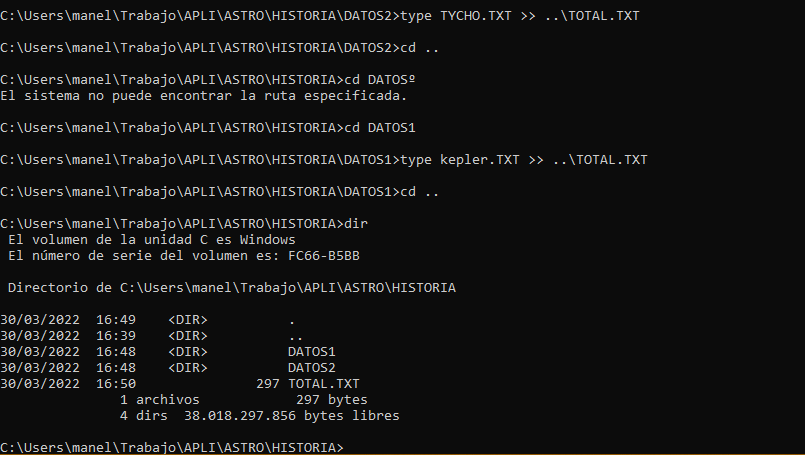 C:\Users\manel\Trabajo\APLI\ASTRO\HISTORIA\DATOS2>type TYCHO.TXT >> ..\TOTAL.TXT
C:\Users\manel\Trabajo\APLI\ASTRO\HISTORIA\DATOS2>cd ..
C:\Users\manel\Trabajo\APLI\ASTRO\HISTORIA>cd DATOSº
El sistema no puede encontrar la ruta especificada.
C:\Users\manel\Trabajo\APLI\ASTRO\HISTORIA>cd DATOS1
C:\Users\manel\Trabajo\APLI\ASTRO\HISTORIA\DATOS1>type kepler.TXT >> ..\TOTAL.TXT
C:\Users\manel\Trabajo\APLI\ASTRO\HISTORIA\DATOS1>cd ..
C:\Users\manel\Trabajo\APLI\ASTRO\HISTORIA>dir
 El volumen de la unidad C es Windows
 El número de serie del volumen es: FC66-B5BB
 Directorio de C:\Users\manel\Trabajo\APLI\ASTRO\HISTORIA
30/03/2022  16:49    <DIR>          .
30/03/2022  16:39    <DIR>          ..
30/03/2022  16:48    <DIR>          DATOS1
30/03/2022  16:48    <DIR>          DATOS2
30/03/2022  16:50               297 TOTAL.TXT
               1 archivos            297 bytes
               4 dirs  38.018.297.856 bytes libres
C:\Users\manel\Trabajo\APLI\ASTRO\HISTORIA>